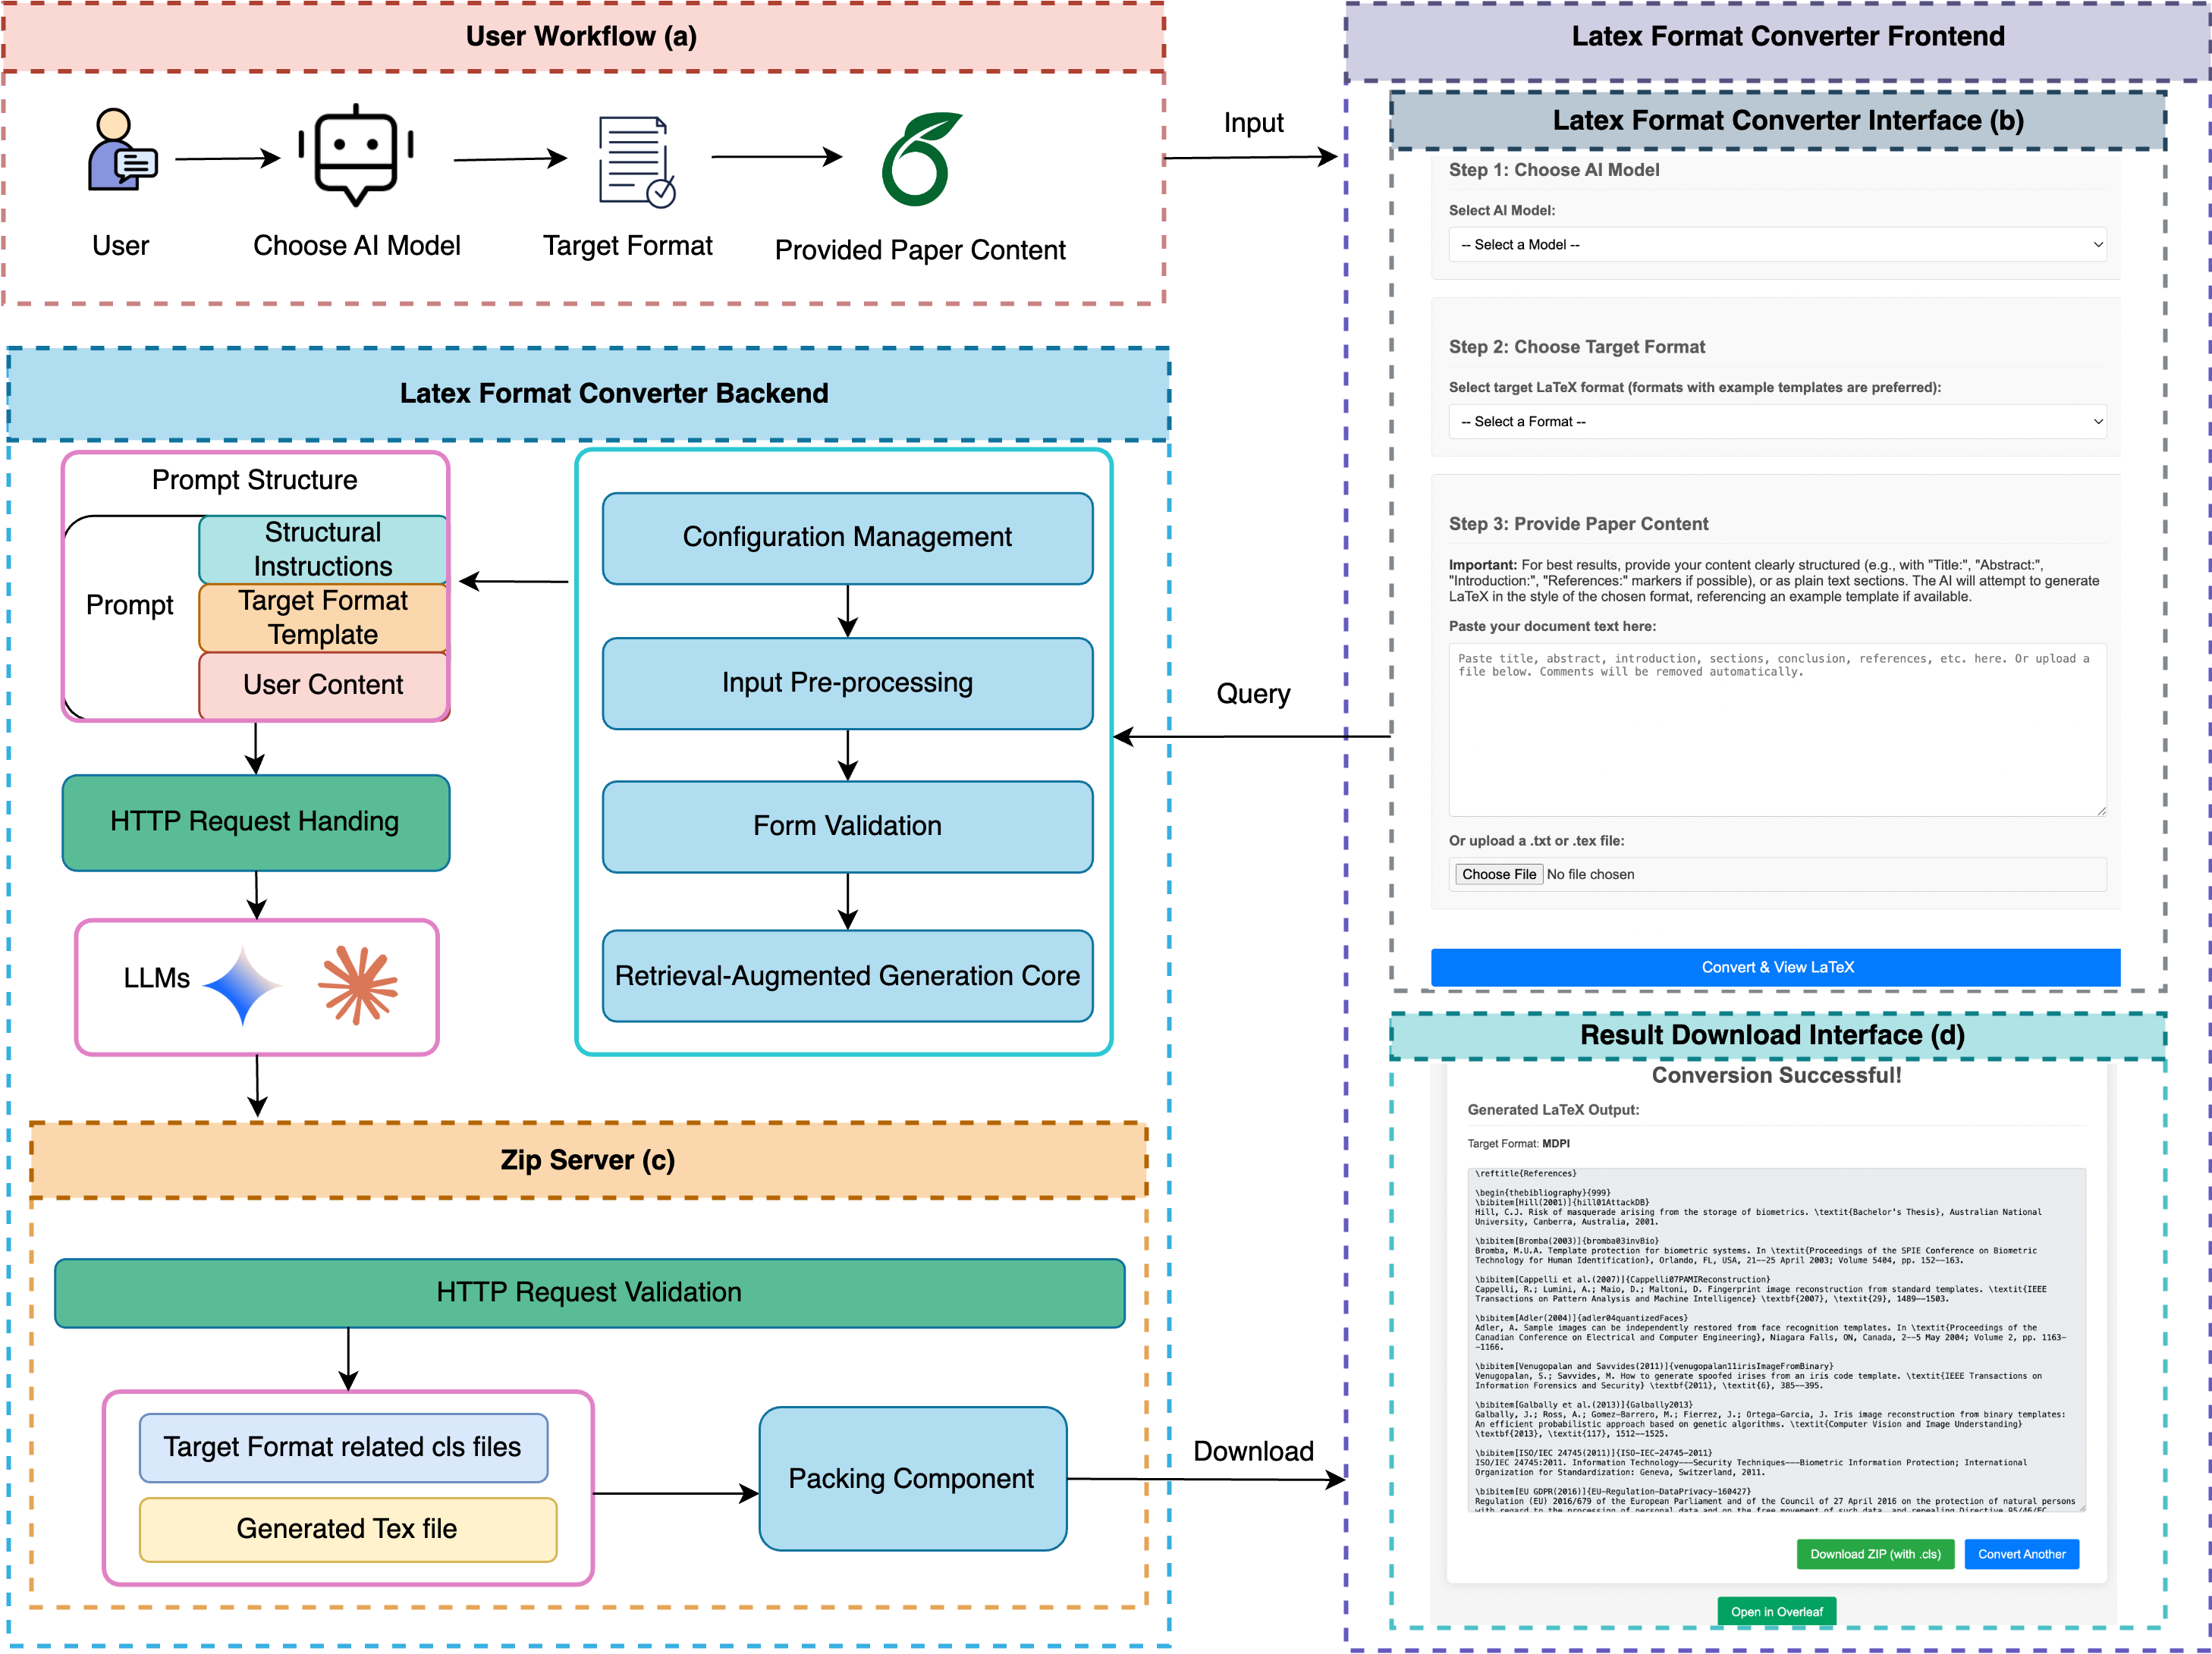 User Workflow (a)
User
Choose AI Model
Target Format
Provided Paper Content
Input
Latex Format Converter Frontend
Latex Format Converter Interface (b)
Step 1: Choose AI Model
Select AI Model:
-- Select a Model --
Step 2: Choose Target Format
Select target LaTeX format (formats with example templates are preferred):
-- Select a Format --
Step 3: Provide Paper Content
Important: For best results, provide your content clearly structured (e.g., with "Title:", "Abstract:",
"Introduction:", "References:" markers if possible), or as plain text sections. The AI will attempt to generate
LaTeX in the style of the chosen format, referencing an example template if available.
Paste your document text here:
Paste title, abstract, introduction, sections, conclusion, references, etc. here. Or upload a
file below. Comments will be removed automatically.
Or upload a .txt or .tex file:
Choose File No file chosen
Convert & View LaTeX
Query
Latex Format Converter Backend
Prompt Structure
Prompt
Structural
Instructions
Target Format
Template
User Content
HTTP Request Handing
LLMs
Configuration Management
Input Pre-processing
Form Validation
Retrieval-Augmented Generation Core
Zip Server (c)
HTTP Request Validation
Target Format related cls files
Generated Tex file
Packing Component
Download
Result Download Interface (d)
Conversion Successful!
Generated LaTeX Output:
Target Format: MDPI
\reftitle{References}
\begin{thebibliography}{999}
\bibitem[Hill(2001)]{hill01AttackDB}
Hill, C.J. Risk of masquerade arising from the storage of biometrics. \textit{Bachelor's Thesis}, Australian National
University, Canberra, Australia, 2001.
\bibitem[Bromba(2003)]{bromba03invBio}
Bromba, M.U.A. Template protection for biometric systems. In \textit{Proceedings of the SPIE Conference on Biometric
Technology for Human Identification}, Orlando, FL, USA, 21--25 April 2003; Volume 5404, pp. 152--163.
\bibitem[Cappelli et al.(2007)]{Cappelli07PAMIReconstruction}
Cappelli, R.; Lumini, A.; Maio, D.; Maltoni, D. Fingerprint image reconstruction from standard templates. \textit{IEEE
Transactions on Pattern Analysis and Machine Intelligence} \textbf{2007}, \textit{29}, 1489--1503.
\bibitem[Adler(2004)]{adler04quantizedFaces}
Adler, A. Sample images can be independently restored from face recognition templates. In \textit{Proceedings of the
Canadian Conference on Electrical and Computer Engineering}, Niagara Falls, ON, Canada, 2--5 May 2004; Volume 2, pp. 1163-
-1166.
\bibitem[Venugopalan and Savvides(2011)]{venugopalan11irisImageFromBinary}
Venugopalan, S.; Savvides, M. How to generate spoofed irises from an iris code template. \textit{IEEE Transactions on
Information Forensics and Security} \textbf{2011}, \textit{6}, 385--395.
\bibitem[Galbally et al.(2013)]{Galbally2013}
Galbally, J.; Ross, A.; Gomez-Barrero, M.; Fierrez, J.; Ortega-Garcia, J. Iris image reconstruction from binary templates:
An efficient probabilistic approach based on genetic algorithms. \textit{Computer Vision and Image Understanding}
\textbf{2013}, \textit{117}, 1512--1525.
\bibitem[ISO/IEC 24745(2011)]{ISO-IEC-24745-2011}
ISO/IEC 24745:2011. Information Technology---Security Techniques---Biometric Information Protection; International
Organization for Standardization: Geneva, Switzerland, 2011.
\bibitem[EU GDPR(2016)]{EU-Regulation-DataPrivacy-160427}
Regulation (EU) 2016/679 of the European Parliament and of the Council of 27 April 2016 on the protection of natural persons
with regard to the processing of personal data and on the free movement of such data, and repealing Directive 95/46/EC
Download ZIP (with .cls)
Convert Another
Open in Overleaf